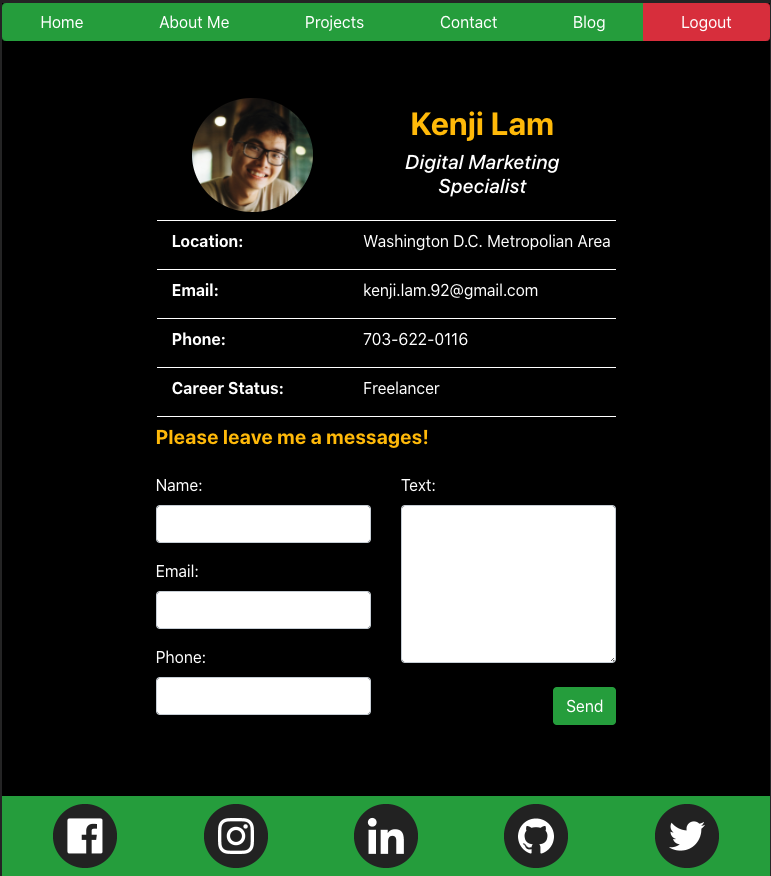 Home About Me Projects Contact Blog Logout
Kenji Lam
Digital Marketing
Specialist
Location: Washington D.C. Metropolian Area
Email: kenji.lam.92@gmail.com
Phone: 703-622-0116
Career Status: Freelancer
Please leave me a messages!
Name:
Text:
Email:
Phone:
Send